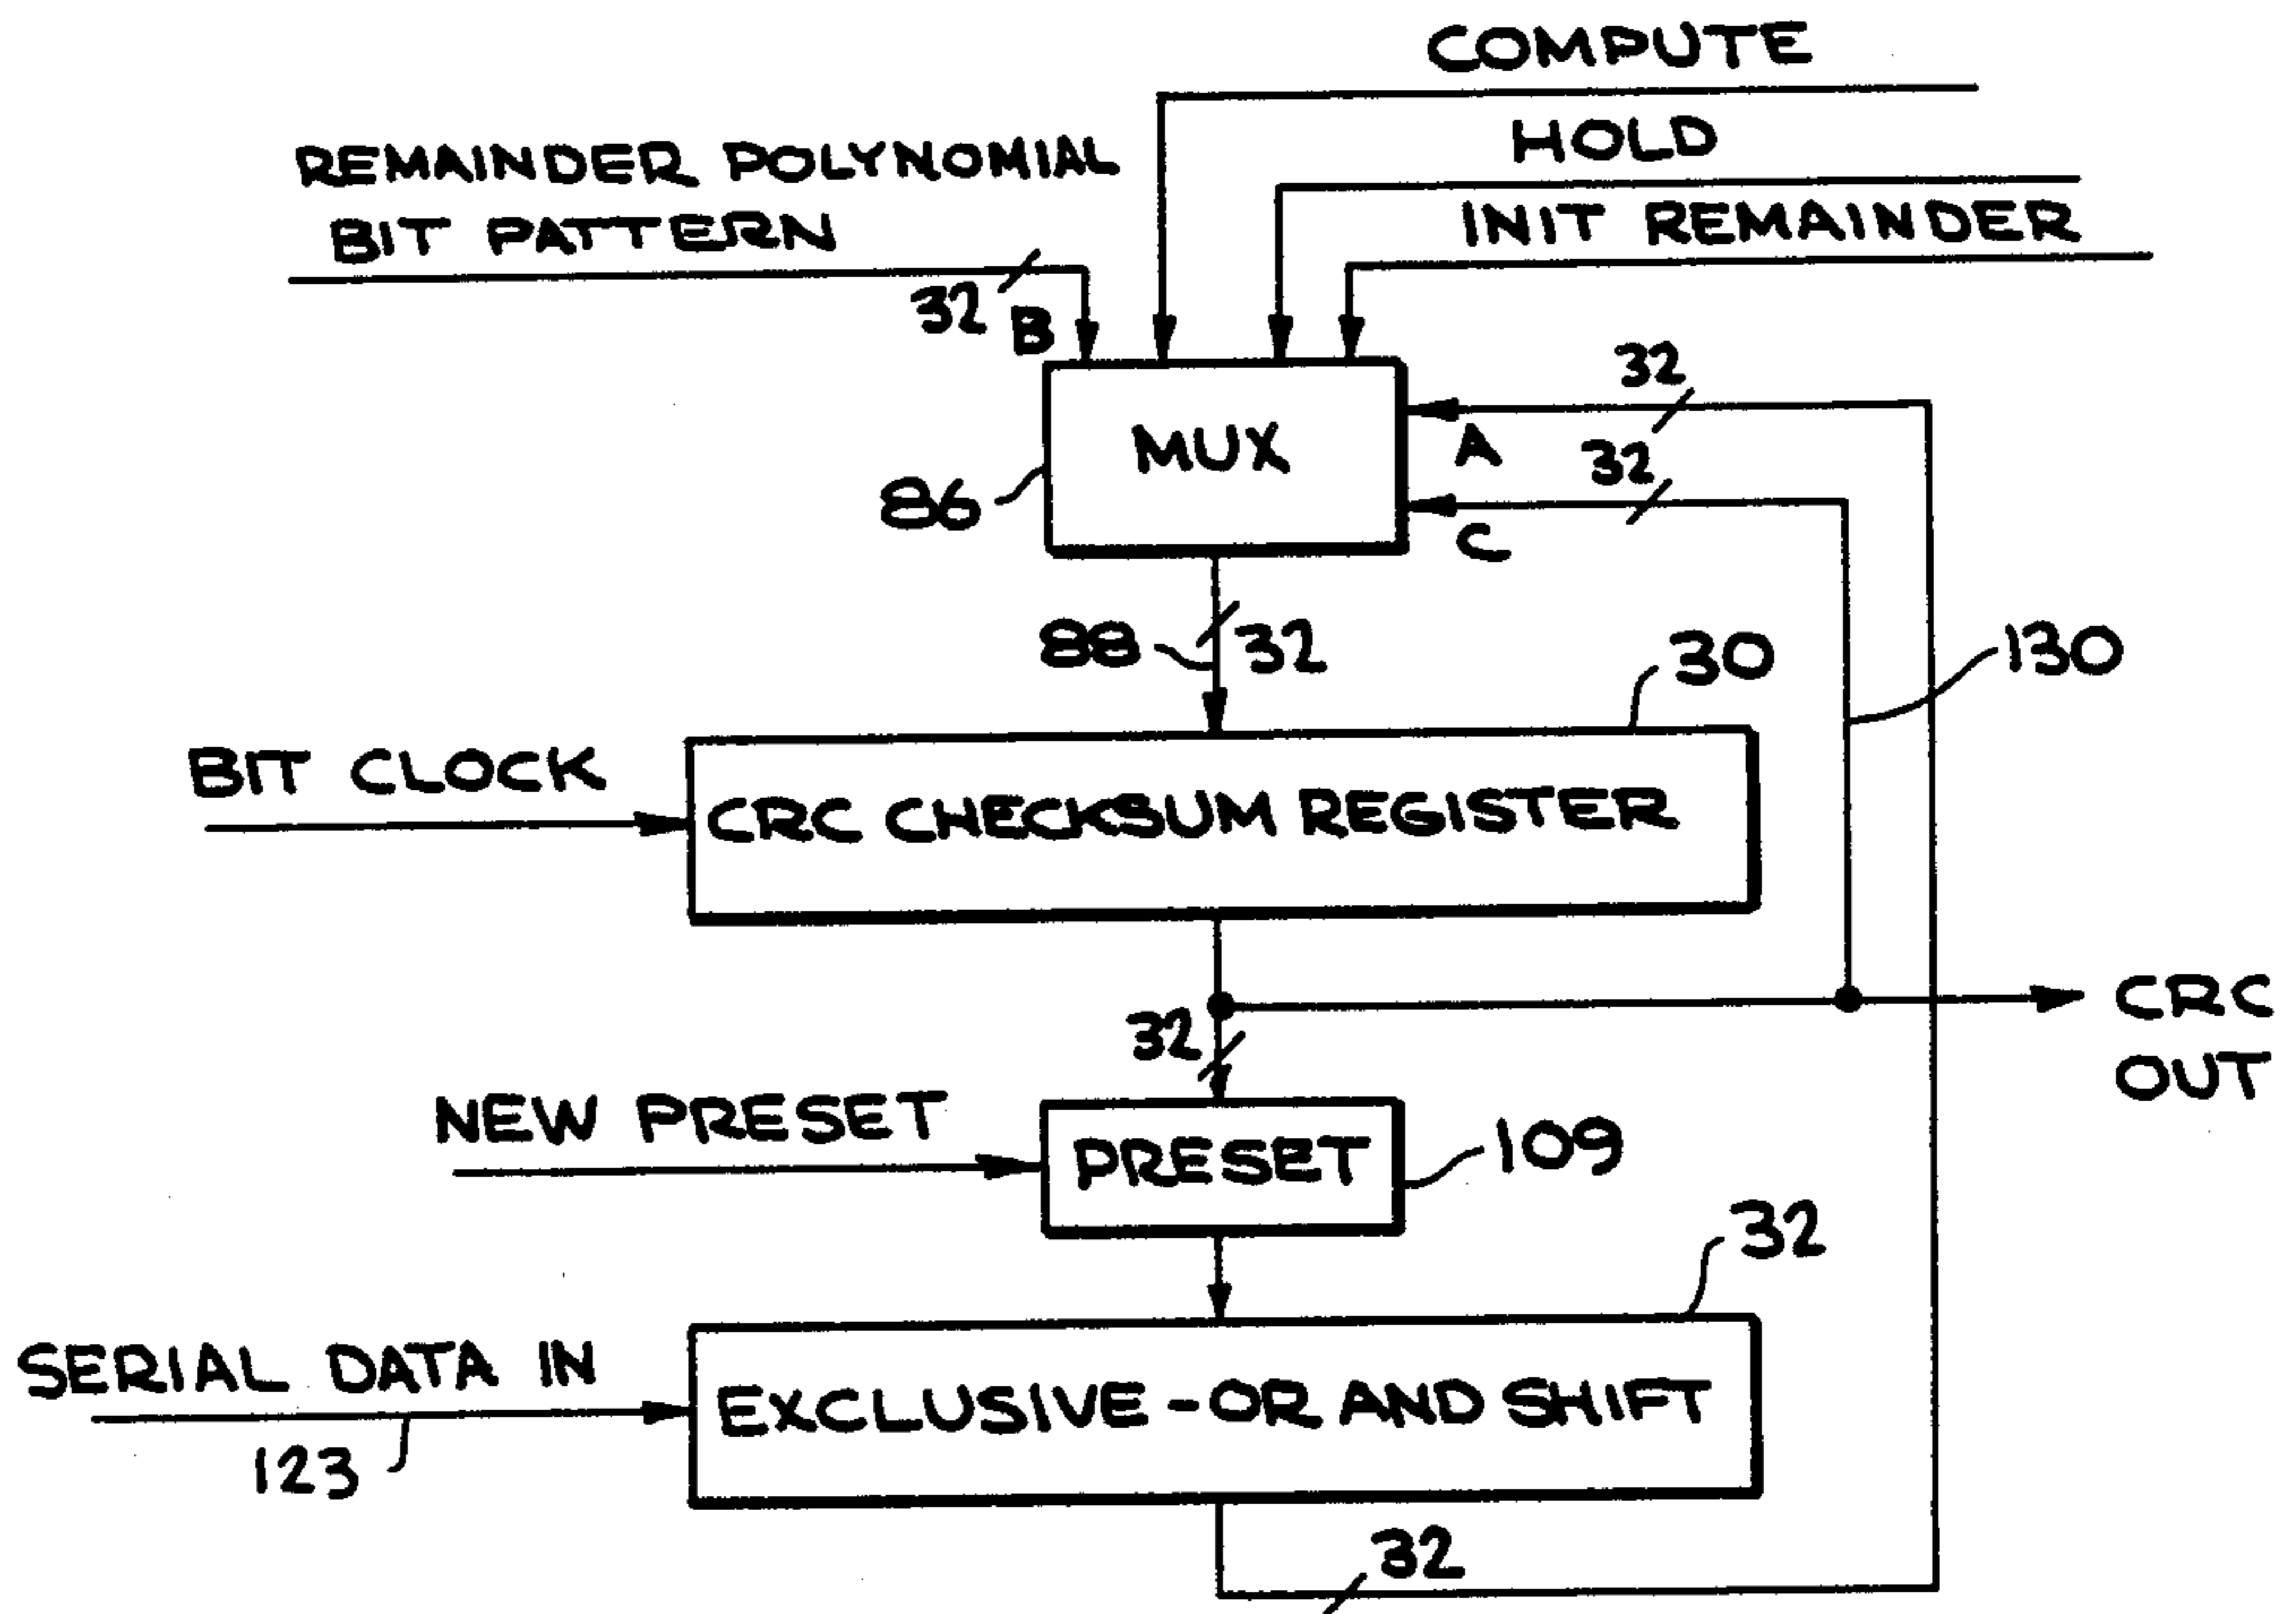 COMPUTE
HOLD
REMAINDER POLYNOMIAL
BIT PATTERN
INIT REMAINDER
32
B
32
MUX
A
32
86
C
88
32
30
130
BIT CLOCK
CRC CHECKSUM REGISTER
CRC
OUT
32
NEW PRESET
PRESET
109
32
SERIAL DATA IN
EXCLUSIVE-OR AND SHIFT
123
32